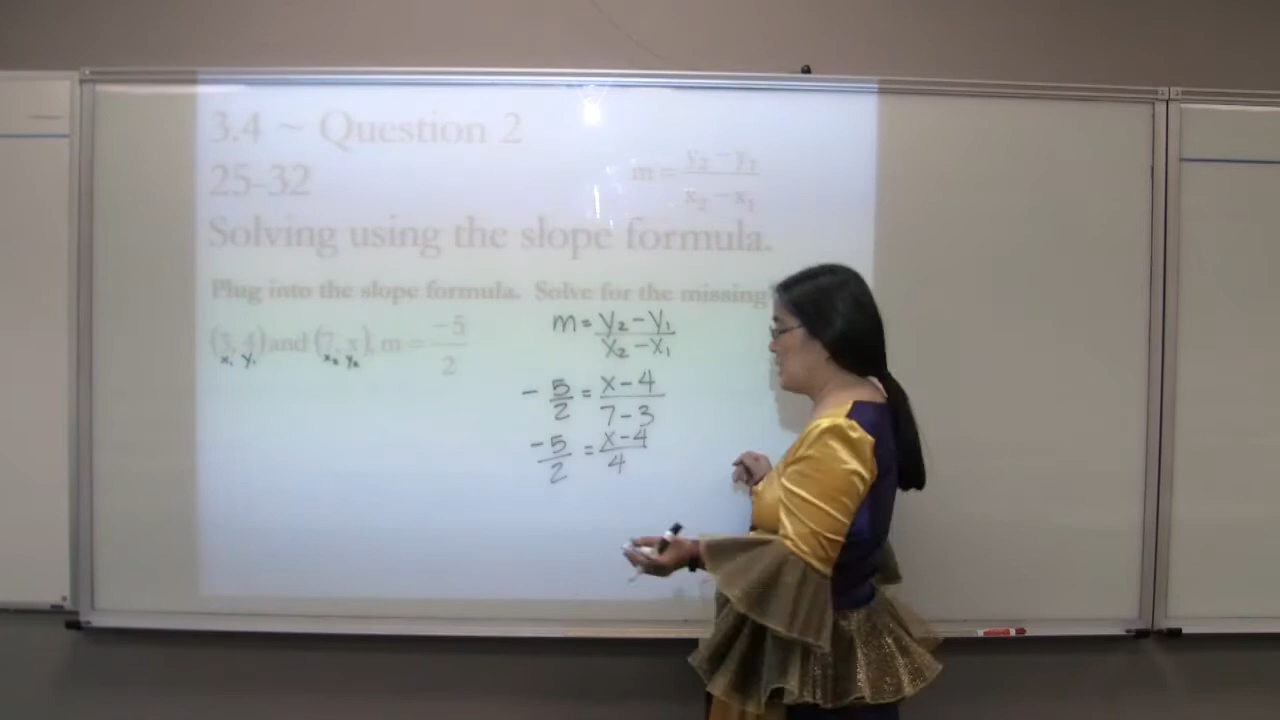 3.4 ~ Question 2
25-32
m = y₂ − y₁ / x₂ − x₁
Solving using the slope formula.
Plug into the slope formula. Solve for the missing
(3, 4) and (7, x), m = −5/2
x₁ y₁ x₂ y₂
m = y₂ − y₁ / x₂ − x₁
− 5/2 = x − 4 / 7 − 3
−5/2 = x − 4 / 4